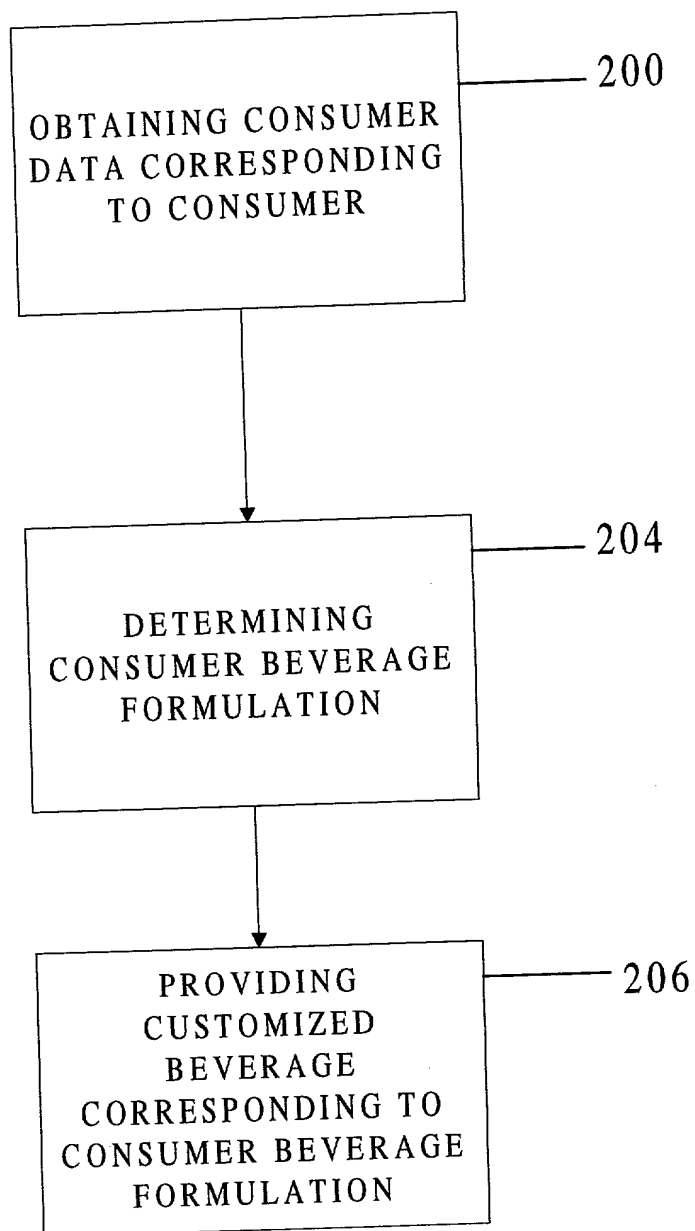 200
OBTAINING CONSUMER
DATA CORRESPONDING
TO CONSUMER
204
DETERMINING
CONSUMER BEVERAGE
FORMULATION
206
PROVIDING
CUSTOMIZED
BEVERAGE
CORRESPONDING TO
CONSUMER BEVERAGE
FORMULATION